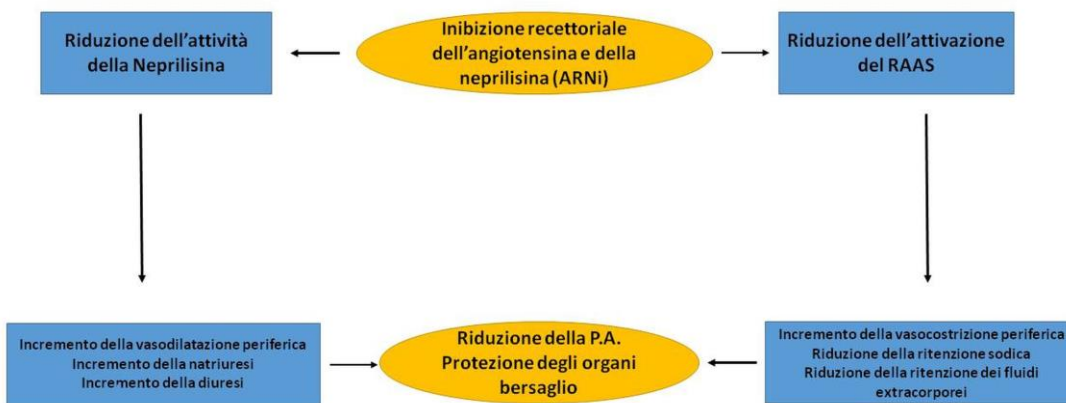 Riduzione dell'attività
della Neprilisina
Inibizione recettoriale
dell'angiotensina e della
neprilisina (ARNi)
Riduzione dell'attivazione
del RAAS
Incremento della vasodilatazione periferica
Incremento della natriuresi
Incremento della diuresi
Riduzione della P.A.
Protezione degli organi
bersaglio
Incremento della vasocostrizione periferica
Riduzione della ritenzione sodica
Riduzione della ritenzione dei fluidi
extracorporei